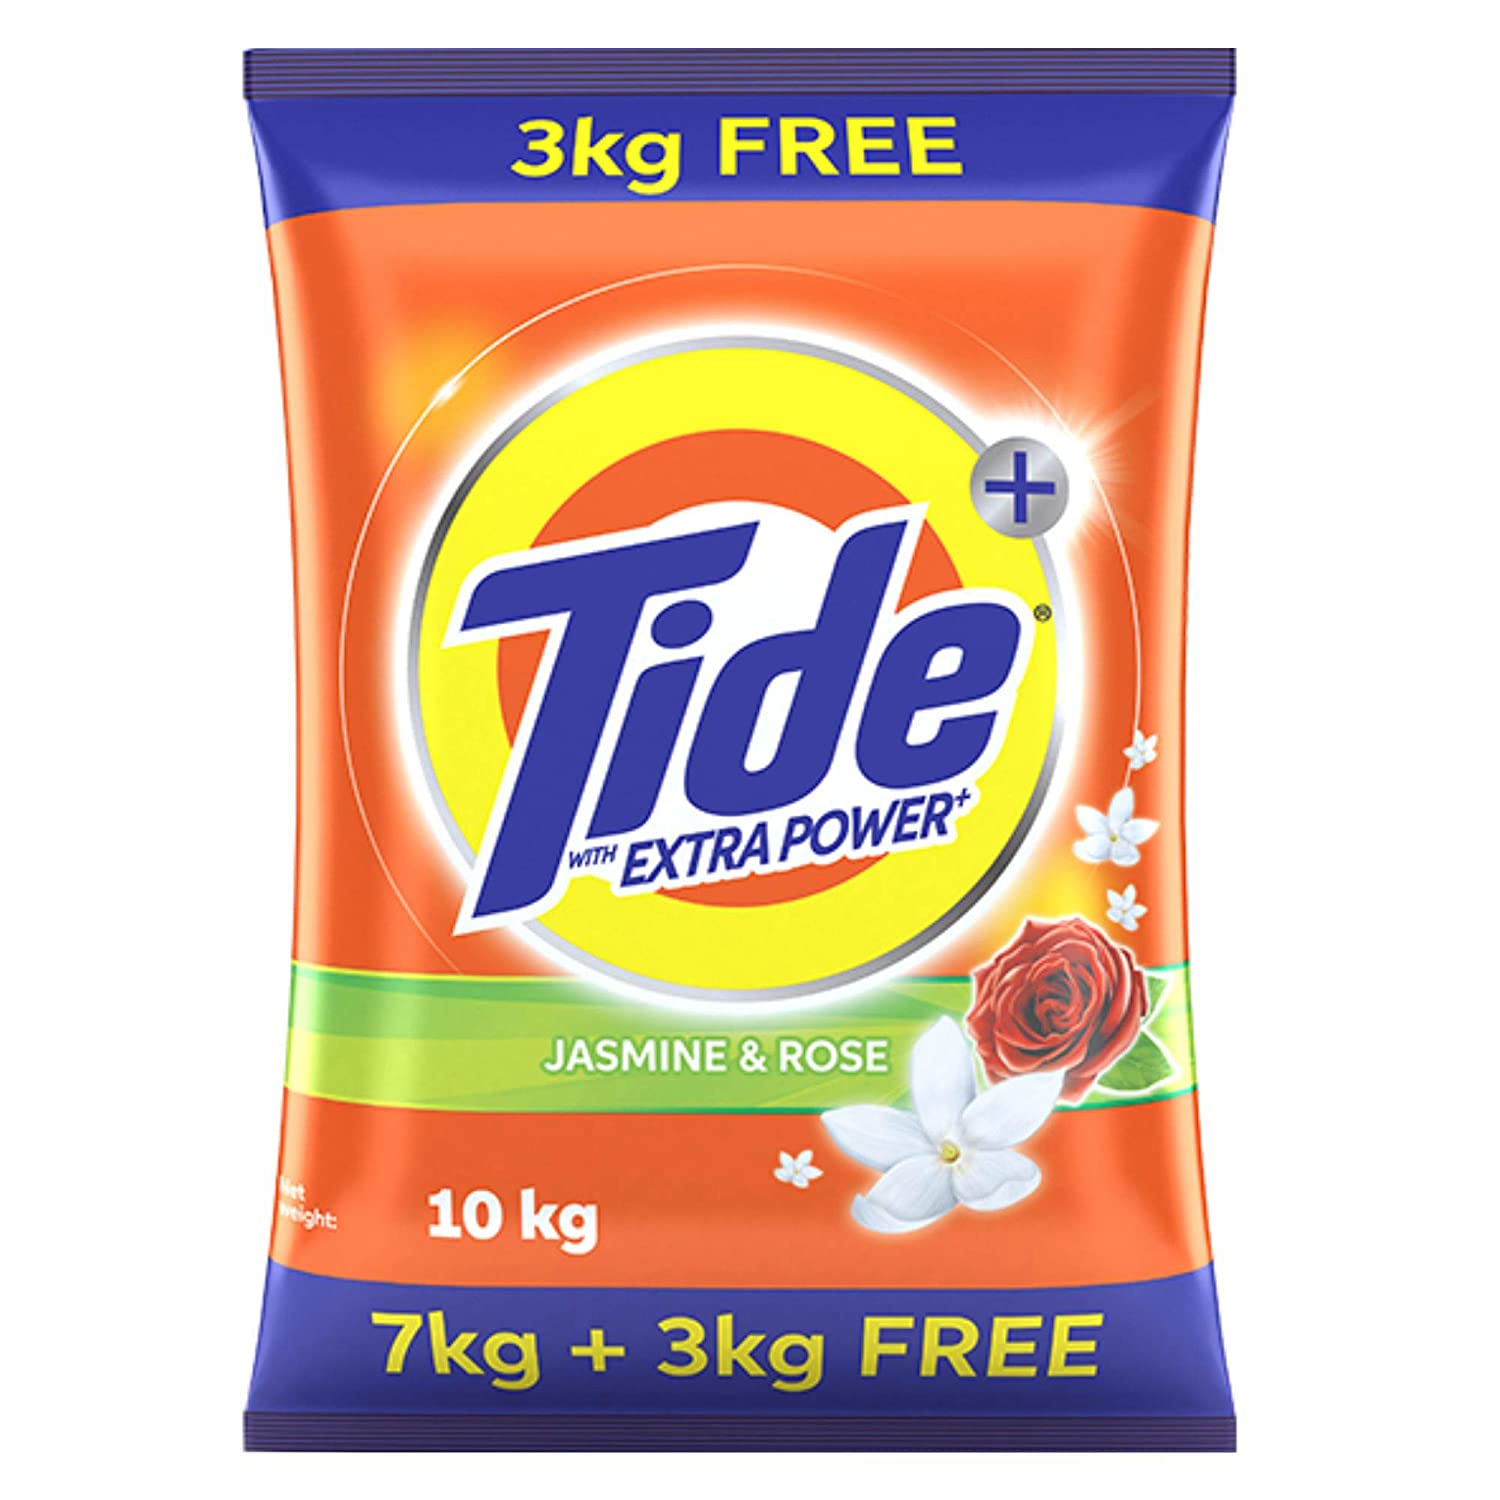 3kg FREE
+
Tide®
WITH EXTRA POWER+
JASMINE & ROSE
Net
weight:
10 kg
7kg + 3kg FREE